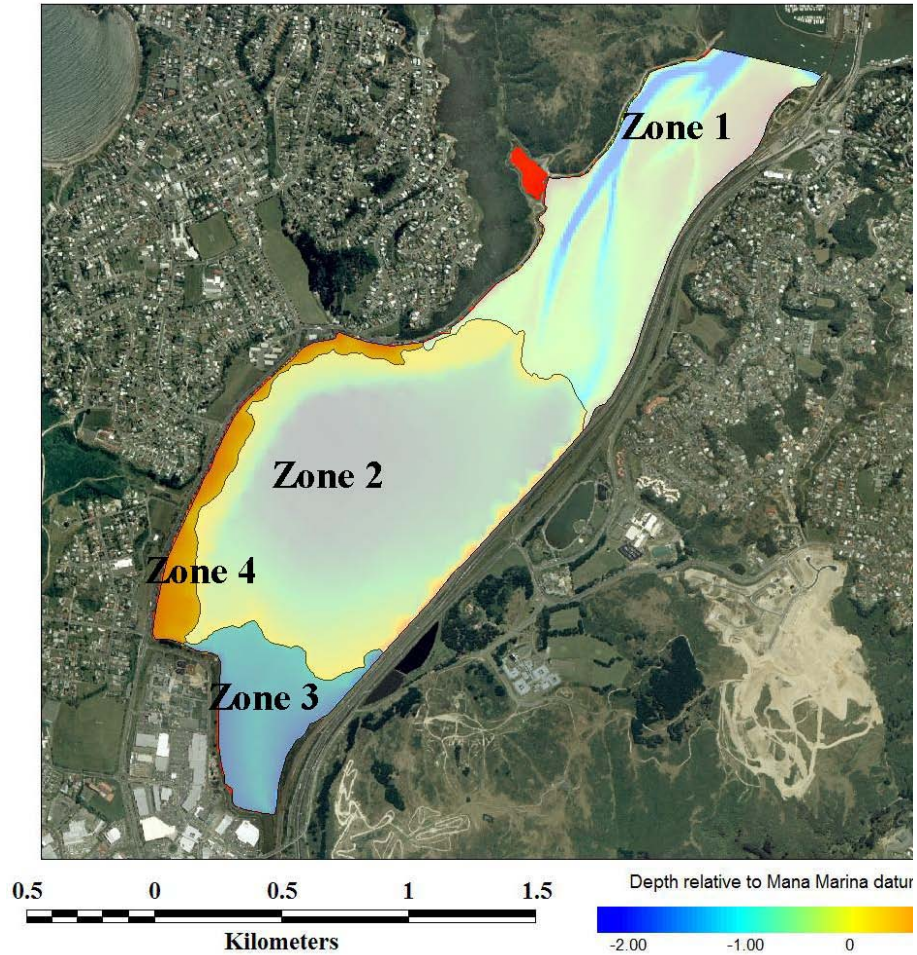 Zone 1
Zone 2
Zone 4
Zone 3
0.5 0 0.5 1 1.5
Kilometers
Depth relative to Mana Marina datur
-2.00 -1.00 0